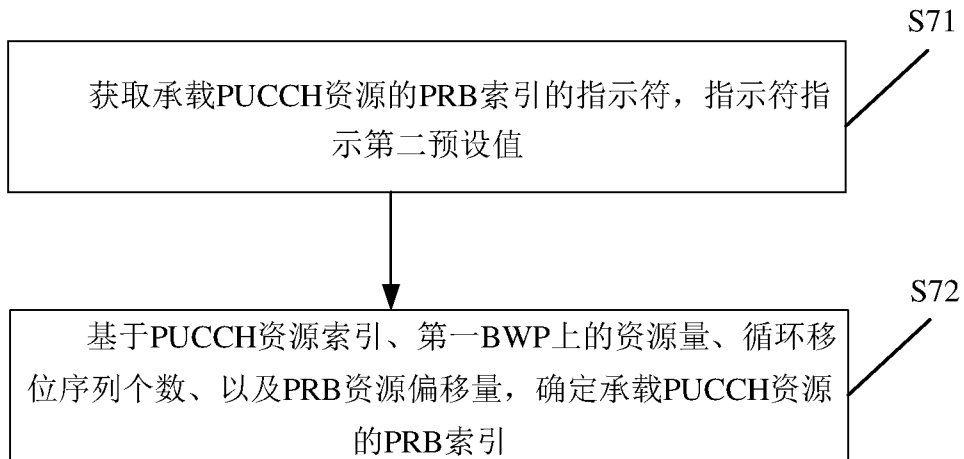 S71
获取承载PUCCH资源的PRB索引的指示符，指示符指
示第二预设值
S72
基于PUCCH资源索引、第一BWP上的资源量、循环移
位序列个数、以及PRB资源偏移量，确定承载PUCCH资源
的PRB索引